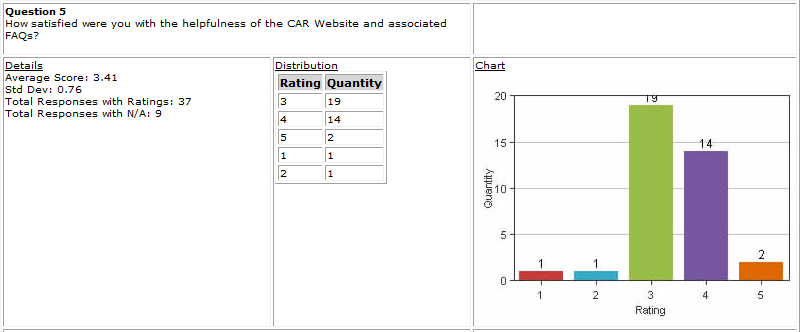 Question 5
How satisfied were you with the helpfulness of the CAR Website and associated
FAQs?
Details
Average Score: 3.41
Std Dev: 0.76
Total Responses with Ratings: 37
Total Responses with N/A: 9
Distribution
Rating Quantity
3 19
4 14
5 2
1 1
2 1
Chart
20
19
15
14
Quantity
10
5
2
1
1
0
1 2 3 4 5
Rating